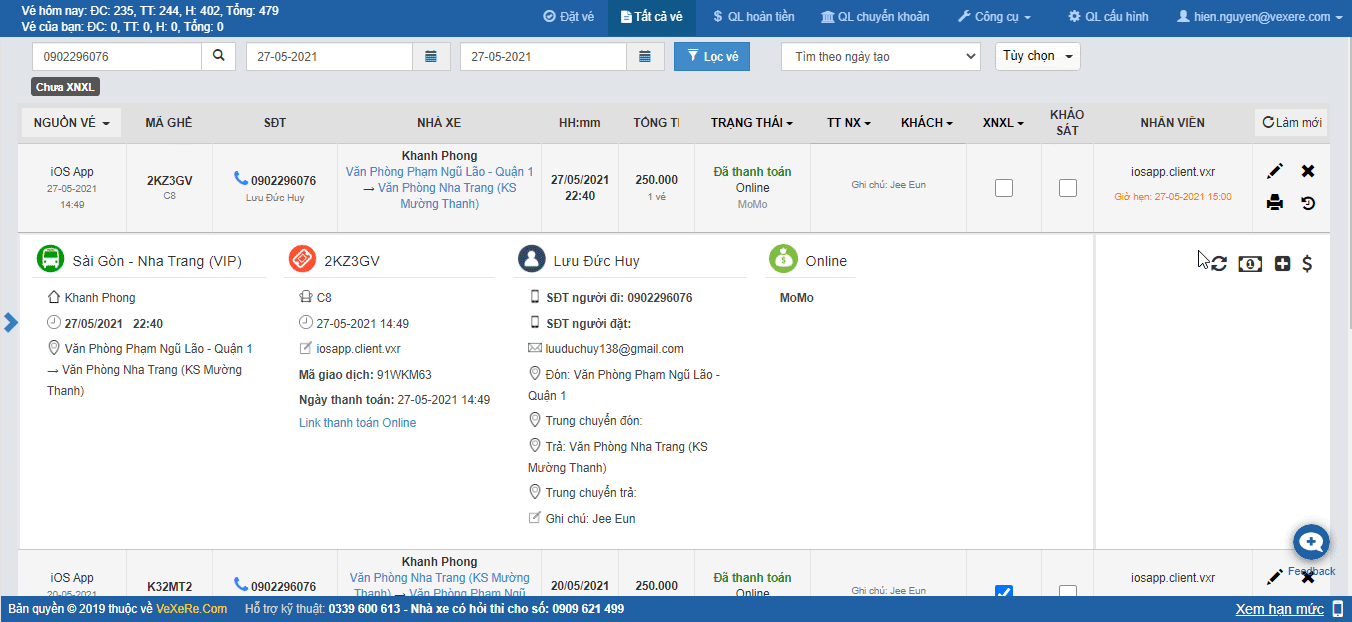 Vé hôm nay: ĐC: 235, TT: 244, H: 402, Tổng: 479
Vé của bạn: ĐC: 0, TT: 0, H: 0, Tổng: 0
Đặt vé
Tất cả vé
QL hoàn tiền
QL chuyển khoản
Công cụ
QL cấu hình
hien.nguyen@vexere.com
0902296076
27-05-2021
27-05-2021
Lọc vé
Tìm theo ngày tạo
Tùy chọn
Chưa XNXL
NGUỒN VÉ
MÃ GHẾ
SĐT
NHÀ XE
HH:mm
TỔNG TI
TRẠNG THÁI
TT NX
KHÁCH
XNXL
KHẢO SÁT
NHÂN VIÊN
Làm mới
iOS App
27-05-2021
14:49
2KZ3GV
C8
0902296076
Lưu Đức Huy
Khanh Phong
Văn Phòng Phạm Ngũ Lão - Quận 1
→ Văn Phòng Nha Trang (KS
Mường Thanh)
27/05/2021
22:40
250.000
1 vé
Đã thanh toán
Online
MoMo
Ghi chú: Jee Eun
iosapp.client.vxr
Giờ hẹn: 27-05-2021 15:00
Sài Gòn - Nha Trang (VIP)
Khanh Phong
27/05/2021 22:40
Văn Phòng Phạm Ngũ Lão - Quận 1
→ Văn Phòng Nha Trang (KS Mường
Thanh)
2KZ3GV
C8
27-05-2021 14:49
iosapp.client.vxr
Mã giao dịch: 91WKM63
Ngày thanh toán: 27-05-2021 14:49
Link thanh toán Online
Lưu Đức Huy
SĐT người đi: 0902296076
SĐT người đặt:
luuduchuy138@gmail.com
Đón: Văn Phòng Phạm Ngũ Lão -
Quận 1
Trung chuyển đón:
Trả: Văn Phòng Nha Trang (KS
Mường Thanh)
Trung chuyển trả:
Ghi chú: Jee Eun
Online
MoMo
iOS App
20-05-2021
K32MT2
0902296076
Khanh Phong
Văn Phòng Nha Trang (KS Mường
Thanh) → Văn Phòng Phạm Ngũ
20/05/2021
250.000
Đã thanh toán
Online
Ghi chú: Jee Eun
iosapp.client.vxr
Feedback
Bản quyền © 2019 thuộc về VeXeRe.Com
Hỗ trợ kỹ thuật: 0339 600 613 - Nhà xe có hỏi thì cho số: 0909 621 499
Xem hạn mức